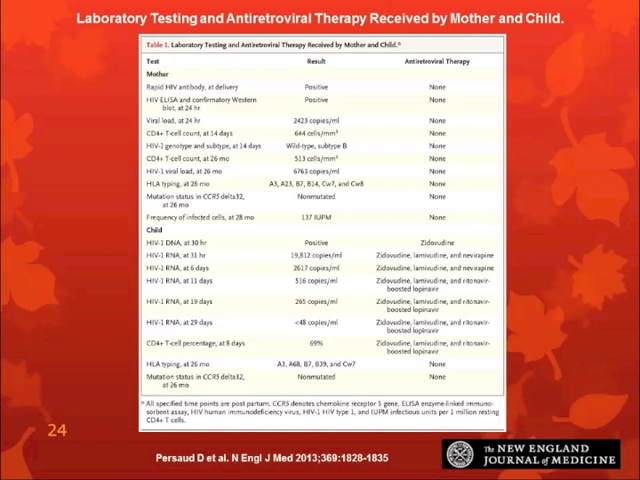 Laboratory Testing and Antiretroviral Therapy Received by Mother and Child.
Table 1. Laboratory Testing and Antiretroviral Therapy Received by Mother and Child.*
Test Result Antiretroviral Therapy
Mother
Rapid HIV antibody, at delivery Positive None
HIV ELISA and confirmatory Western Positive None
blot, at 24 hr
Viral load, at 24 hr 2423 copies/ml None
CD4+ T-cell count, at 14 days 644 cells/mm³ None
HIV-1 genotype and subtype, at 14 days Wild-type, subtype B None
CD4+ T-cell count, at 26 mo 513 cells/mm³ None
HIV-1 viral load, at 26 mo 6763 copies/ml None
HLA typing, at 26 mo A3, A23, B7, B14, Cw7, and Cw8 None
Mutation status in CCR5 delta32, Nonmutated None
at 26 mo
Frequency of infected cells, at 28 mo 137 IUPM None
Child
HIV-1 DNA, at 30 hr Positive Zidovudine
HIV-1 RNA, at 31 hr 19,812 copies/ml Zidovudine, lamivudine, and nevirapine
HIV-1 RNA, at 6 days 2617 copies/ml Zidovudine, lamivudine, and nevirapine
HIV-1 RNA, at 11 days 516 copies/ml Zidovudine, lamivudine, and ritonavir-
boosted lopinavir
HIV-1 RNA, at 19 days 265 copies/ml Zidovudine, lamivudine, and ritonavir-
boosted lopinavir
HIV-1 RNA, at 29 days <48 copies/ml Zidovudine, lamivudine, and ritonavir-
boosted lopinavir
CD4+ T-cell percentage, at 8 days 69% Zidovudine, lamivudine, and ritonavir-
boosted lopinavir
HLA typing, at 26 mo A3, A68, B7, B39, and Cw7 None
Mutation status in CCR5 delta32, Nonmutated None
at 26 mo
* All specified time points are post partum. CCR5 denotes chemokine receptor 5 gene, ELISA enzyme-linked immuno-
sorbent assay, HIV human immunodeficiency virus, HIV-1 HIV type 1, and IUPM infectious units per 1 million resting
CD4+ T cells.
24
Persaud D et al. N Engl J Med 2013;369:1828-1835
The NEW ENGLAND
JOURNAL of MEDICINE